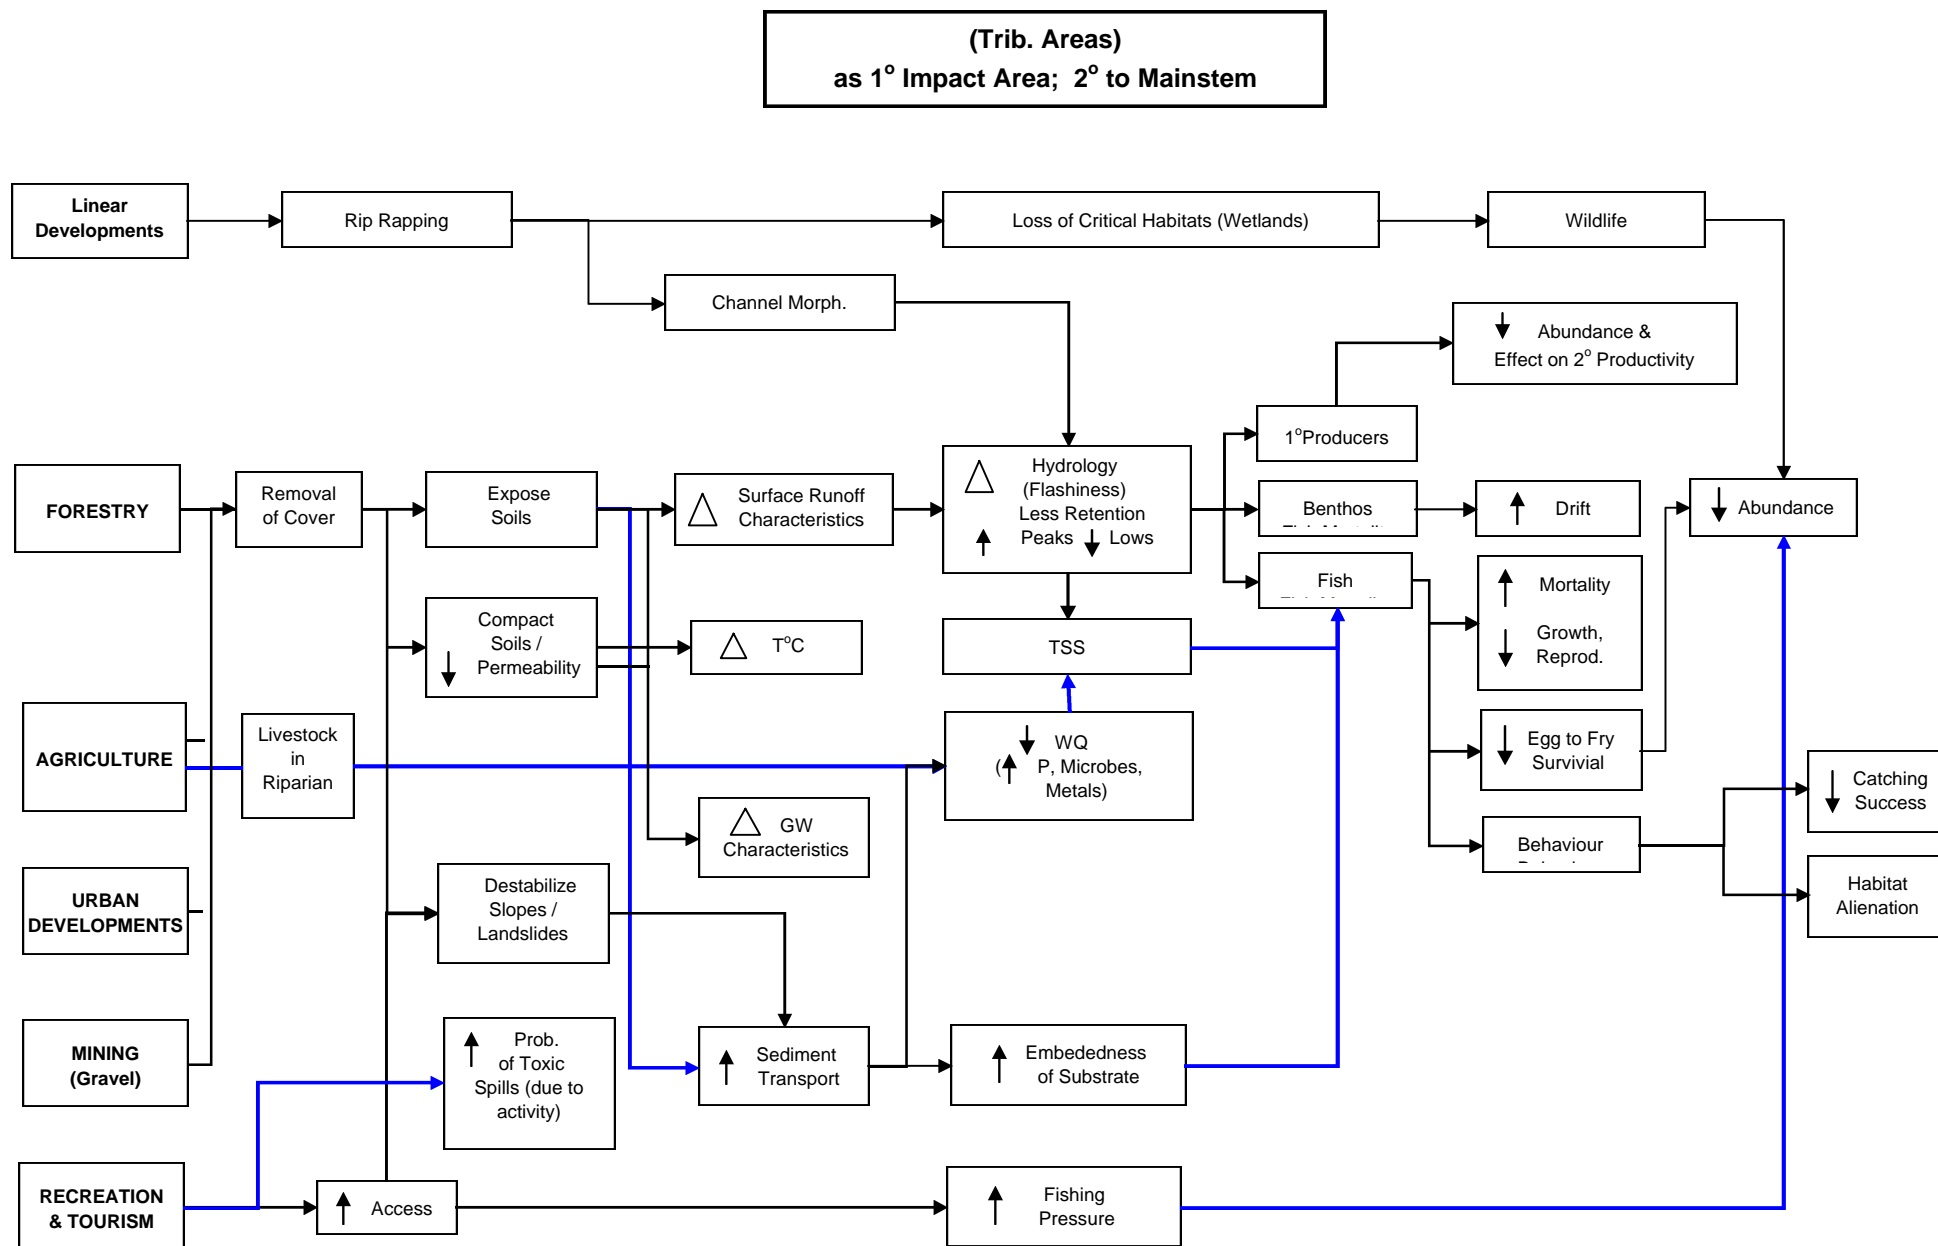 (Trib. Areas)
as 1° Impact Area; 2° to Mainstem
Linear
Developments
Rip Rapping
Loss of Critical Habitats (Wetlands)
Wildlife
Channel Morph.
Abundance &
Effect on 2° Productivity
1°Producers
FORESTRY
Removal
of Cover
Expose
Soils
Surface Runoff
Characteristics
Hydrology
(Flashiness)
Less Retention
Peaks Lows
Benthos
Drift
Abundance
Fish
Mortality
Growth,
Reprod.
Compact
Soils /
Permeability
T°C
TSS
AGRICULTURE
Livestock
in
Riparian
WQ
( P, Microbes,
Metals)
Egg to Fry
Survivial
Catching
Success
GW
Characteristics
Behaviour
Habitat
Alienation
URBAN
DEVELOPMENTS
Destabilize
Slopes /
Landslides
MINING
(Gravel)
Prob.
of Toxic
Spills (due to
activity)
Sediment
Transport
Embededness
of Substrate
RECREATION
& TOURISM
Access
Fishing
Pressure